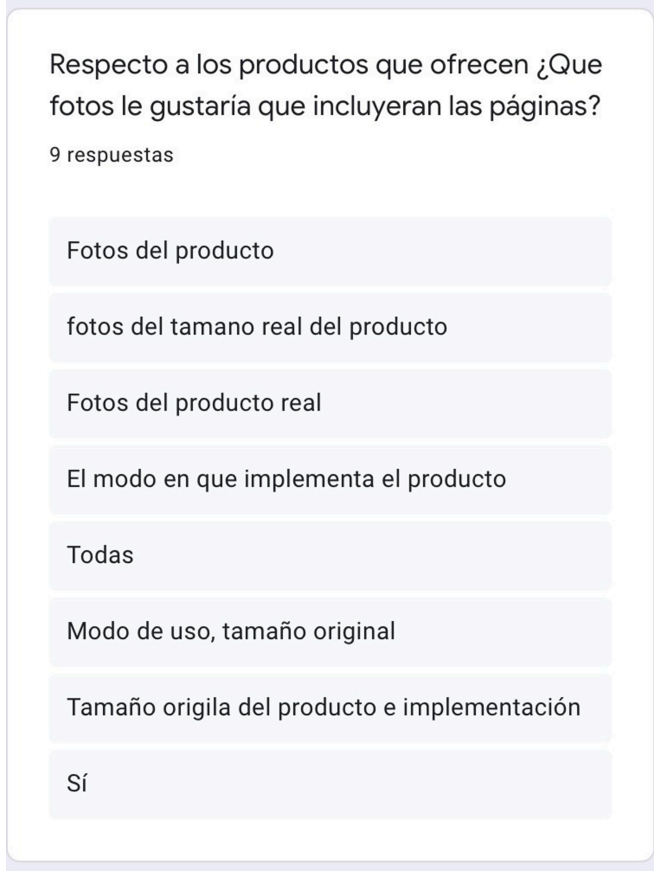 Respecto a los productos que ofrecen ¿Que
fotos le gustaría que incluyeran las páginas?
9 respuestas
Fotos del producto
fotos del tamano real del producto
Fotos del producto real
El modo en que implementa el producto
Todas
Modo de uso, tamaño original
Tamaño origila del producto e implementación
Sí